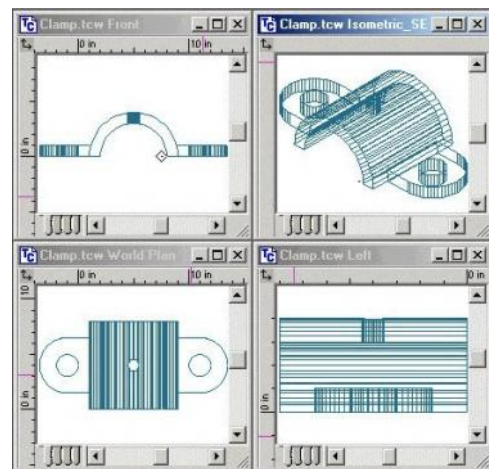 Clamp.tcw Front
Clamp.tcw Isometric_SE
0 in
10 in
0 in
Clamp.tcw World Plan
Clamp.tcw Left
0 in
10 in
0 in
10
0 in
0 in